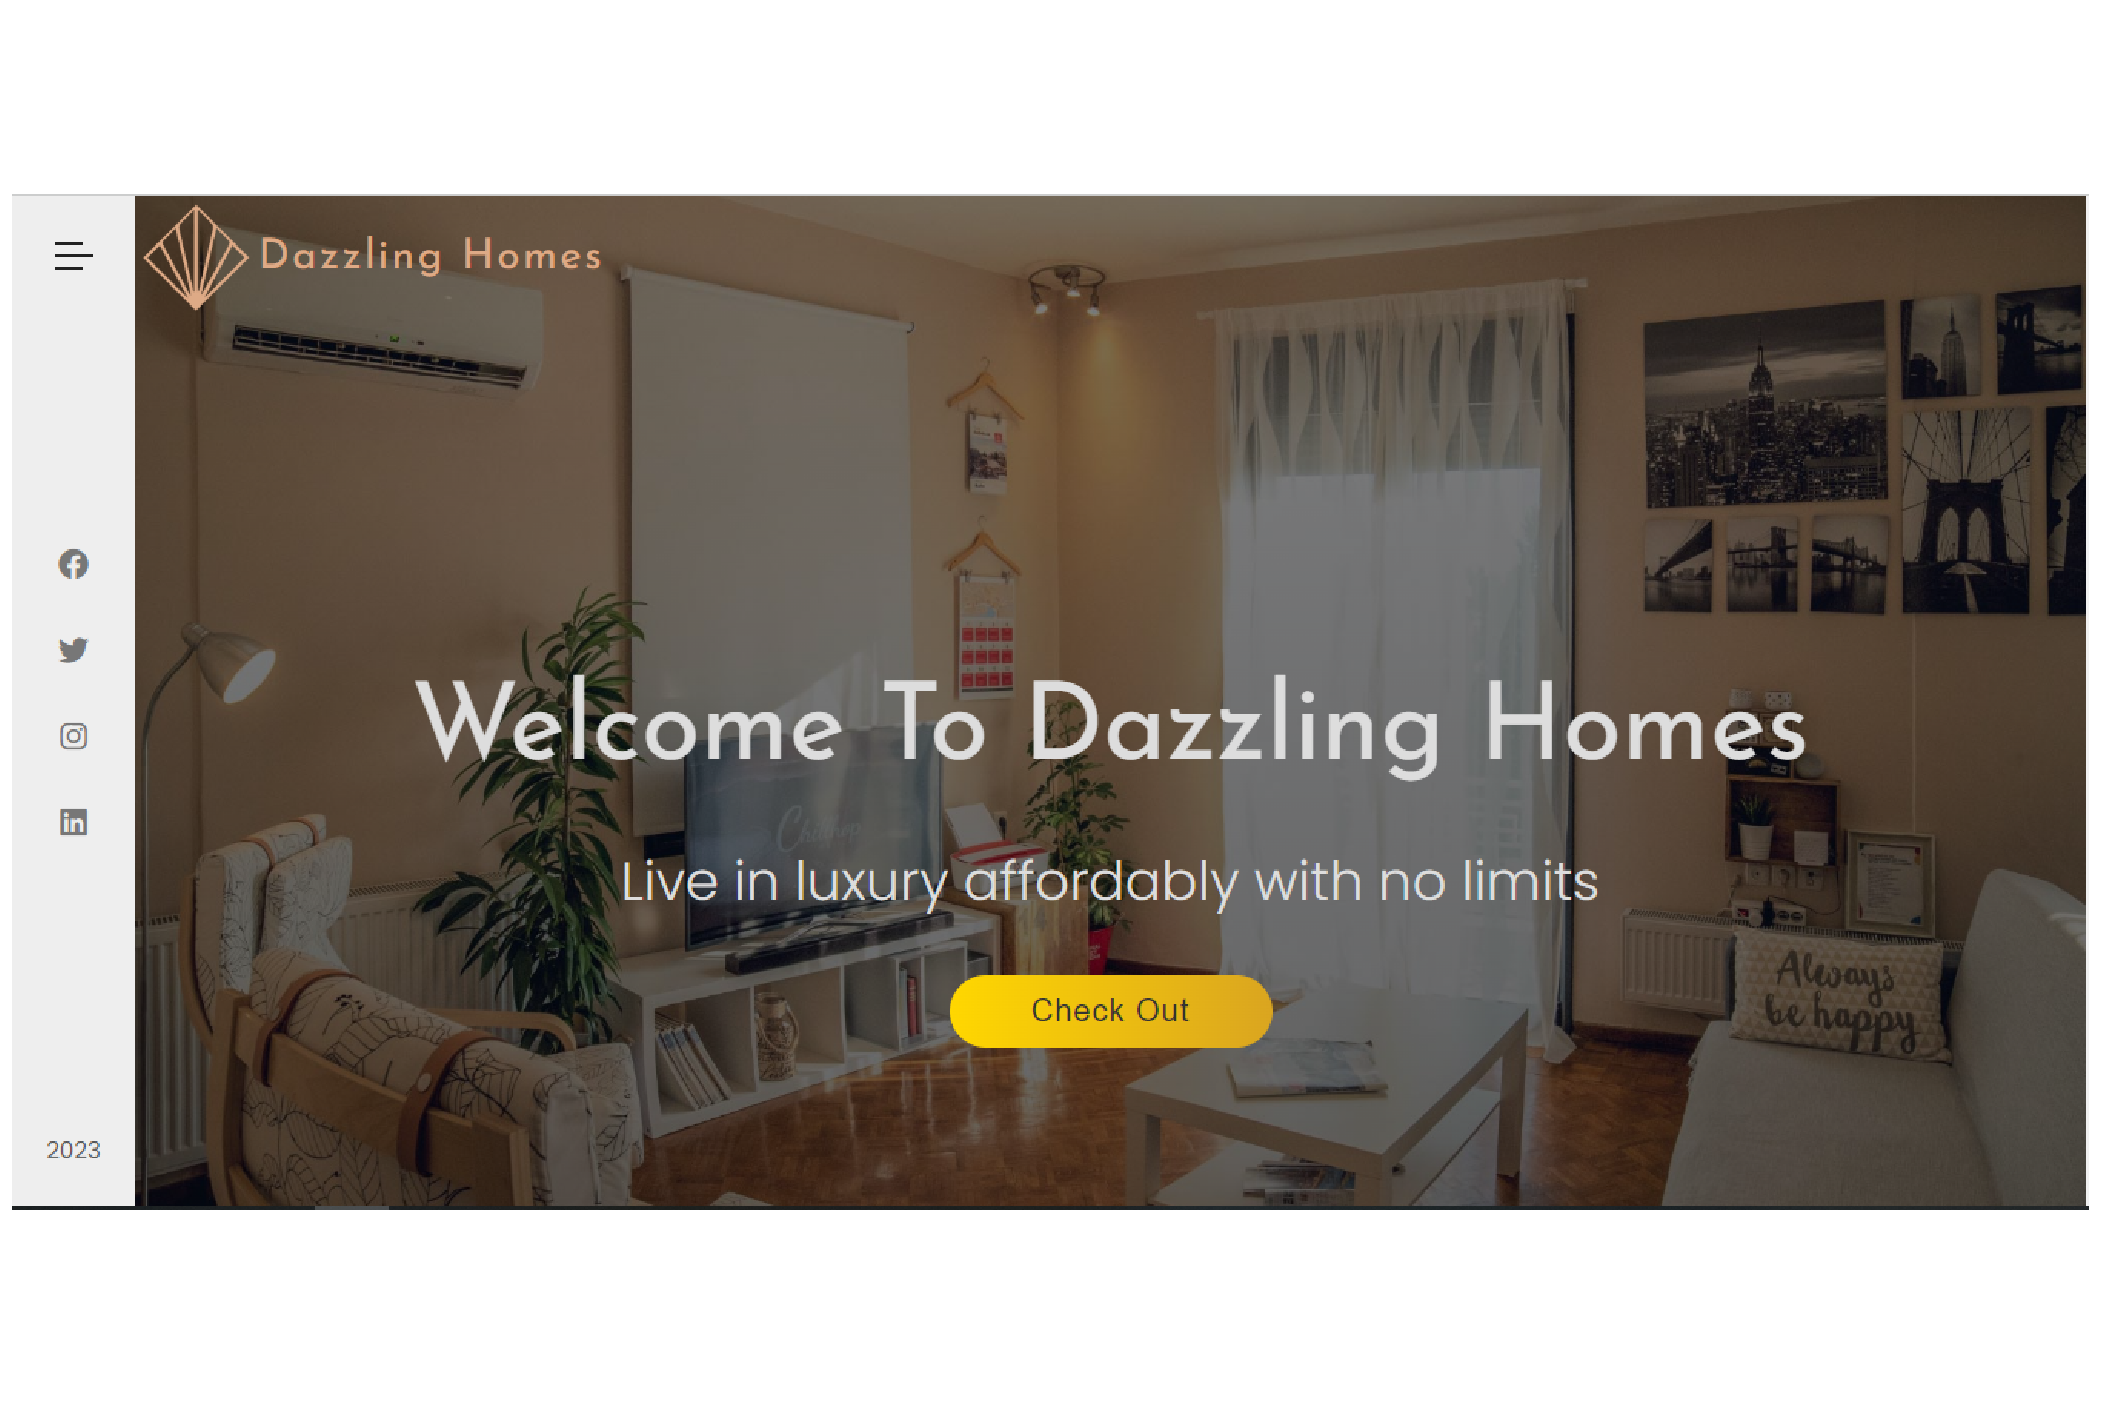 Dazzling Homes
Welcome To Dazzling Homes
Live in luxury affordably with no limits
Check Out
Always
be happy
2023